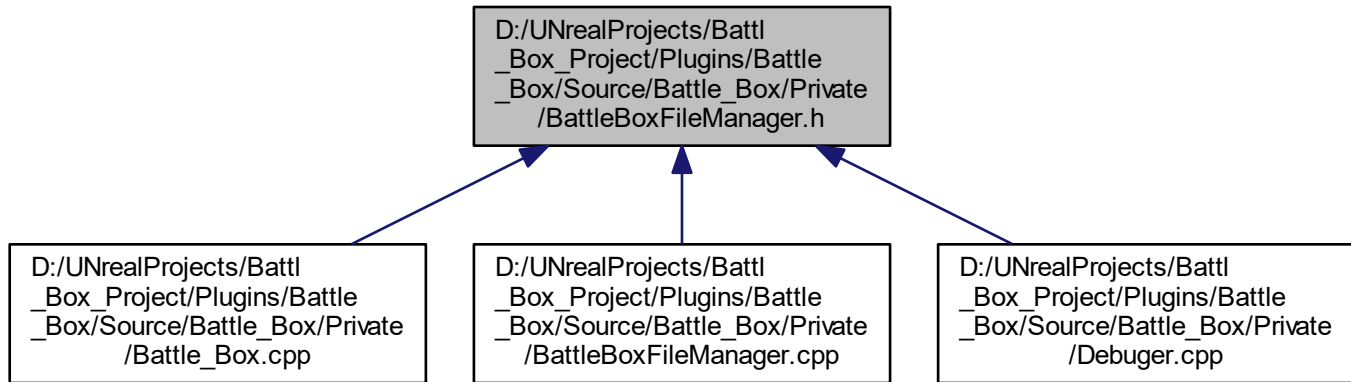 D:/UNrealProjects/Battl
_Box_Project/Plugins/Battle
_Box/Source/Battle_Box/Private
/BattleBoxFileManager.h
D:/UNrealProjects/Battl
_Box_Project/Plugins/Battle
_Box/Source/Battle_Box/Private
/Battle_Box.cpp
D:/UNrealProjects/Battl
_Box_Project/Plugins/Battle
_Box/Source/Battle_Box/Private
/BattleBoxFileManager.cpp
D:/UNrealProjects/Battl
_Box_Project/Plugins/Battle
_Box/Source/Battle_Box/Private
/Debuger.cpp